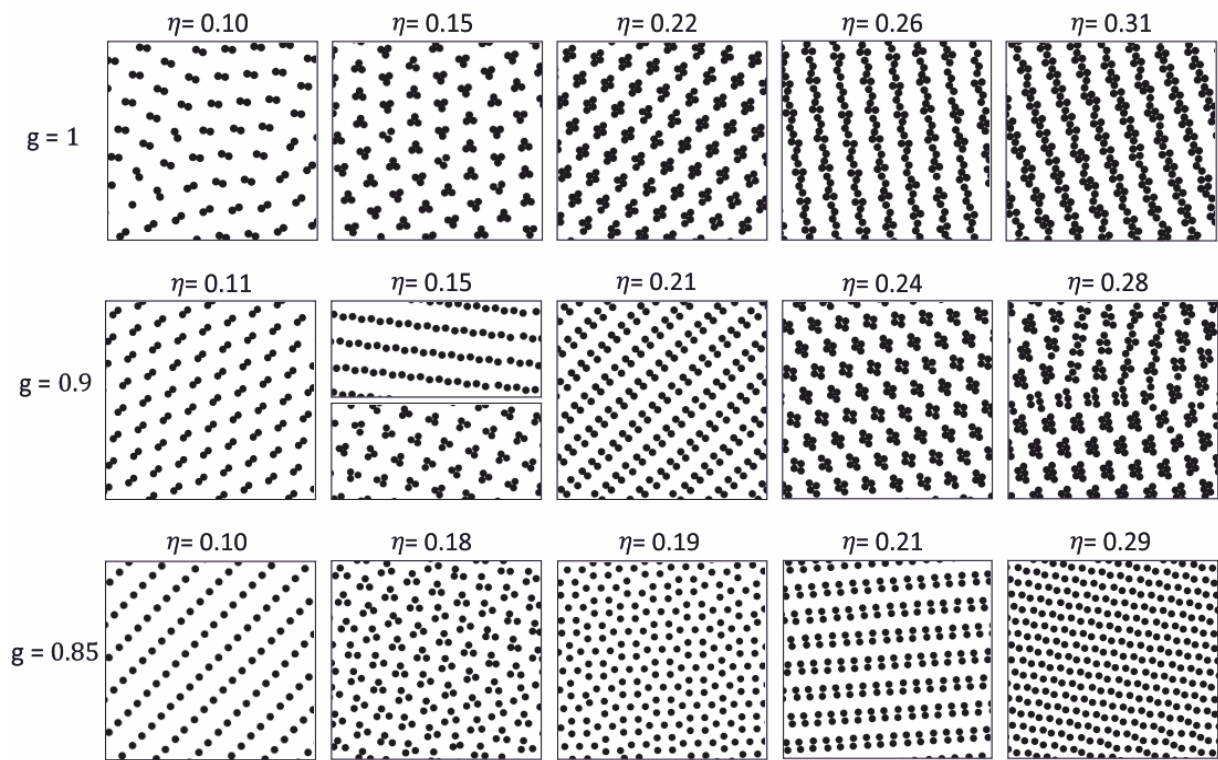 η= 0.10 η= 0.15 η= 0.22 η= 0.26 η= 0.31
g = 1
η= 0.11 η= 0.15 η= 0.21 η= 0.24 η= 0.28
g = 0.9
η= 0.10 η= 0.18 η= 0.19 η= 0.21 η= 0.29
g = 0.85